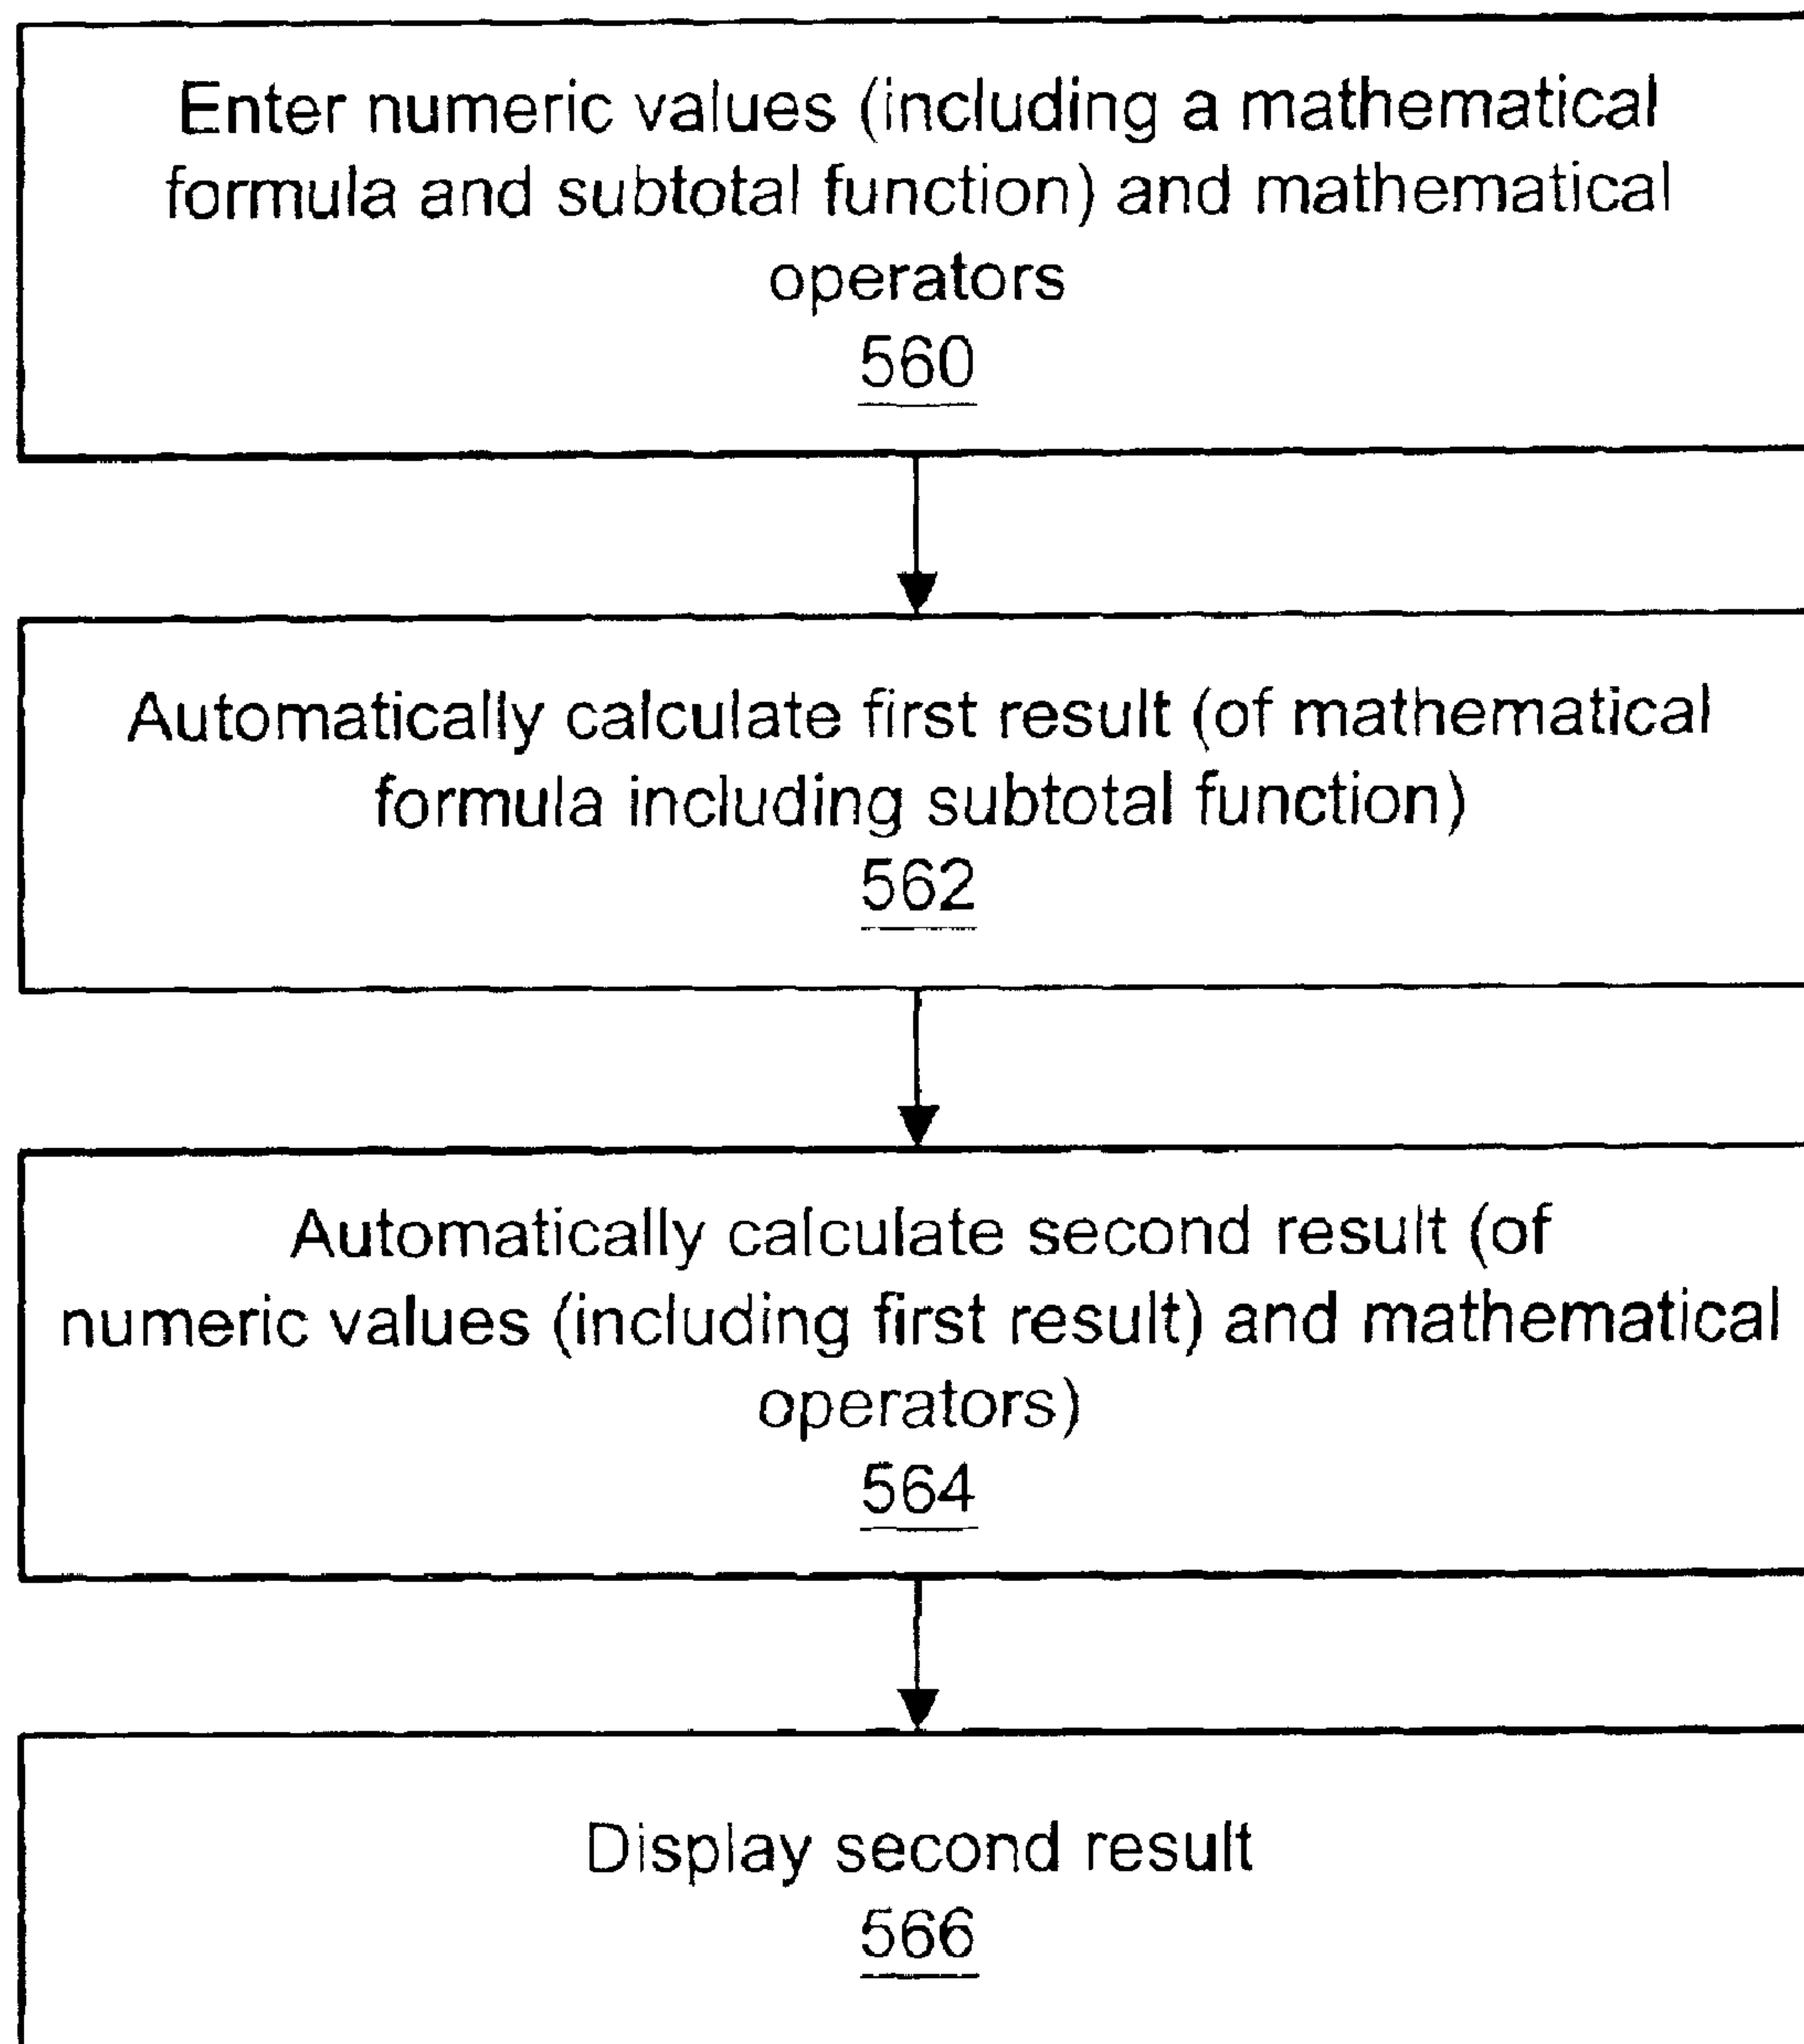 Enter numeric values (including a mathematical
formula and subtotal function) and mathematical
operators
560
Automatically calculate first result (of mathematical
formula including subtotal function)
562
Automatically calculate second result (of
numeric values (including first result) and mathematical
operators)
564
Display second result
566